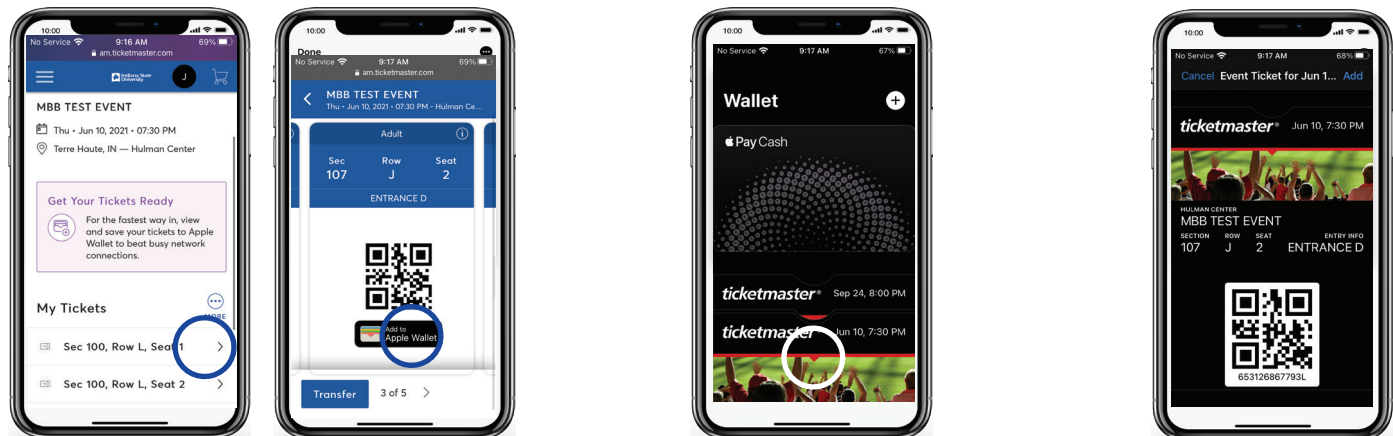 10:00
No Service 9:16 AM 69%
am.ticketmaster.com
Indiana State
University
J
MBB TEST EVENT
Thu • Jun 10, 2021 • 07:30 PM
Terre Haute, IN — Hulman Center
Get Your Tickets Ready
For the fastest way in, view
and save your tickets to Apple
Wallet to beat busy network
connections.
My Tickets
MORE
Sec 100, Row L, Seat 1
Sec 100, Row L, Seat 2
10:00
Done
No Service 9:17 AM 69%
am.ticketmaster.com
MBB TEST EVENT
Thu • Jun 10, 2021 • 07:30 PM - Hulman Ce...
Adult
Sec Row Seat
107 J 2
ENTRANCE D
Add to
Apple Wallet
Transfer 3 of 5
10:00
No Service 9:17 AM 67%
Wallet
Pay Cash
ticketmaster® Sep 24, 8:00 PM
ticketmaster Jun 10, 7:30 PM
10:00
No Service 9:17 AM 68%
Cancel Event Ticket for Jun 1... Add
ticketmaster® Jun 10, 7:30 PM
HULMAN CENTER
MBB TEST EVENT
SECTION ROW SEAT ENTRY INFO
107 J 2 ENTRANCE D
653126867793L